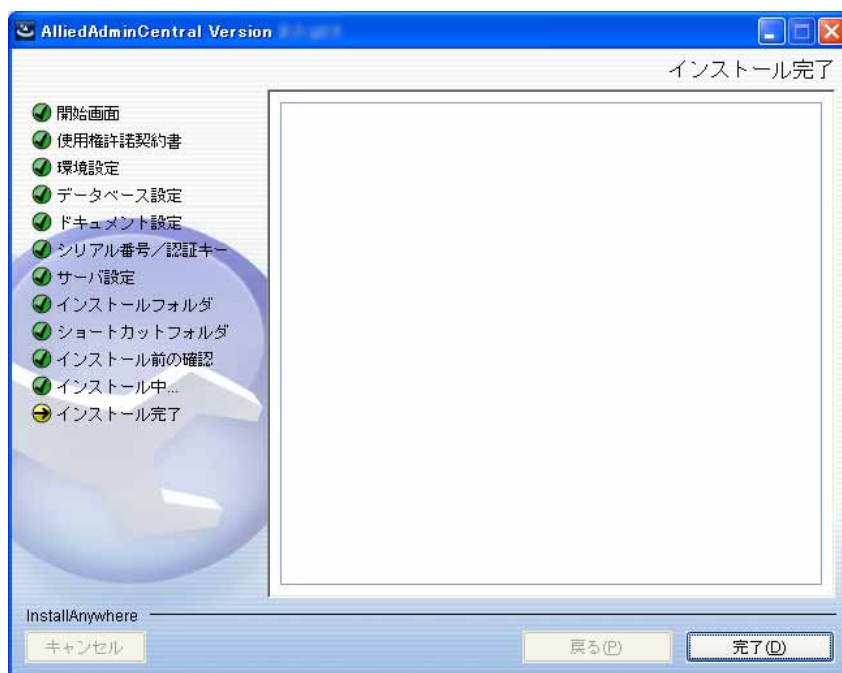 AlliedAdminCentral Version
インストール完了
開始画面
使用権許諾契約書
環境設定
データベース設定
ドキュメント設定
シリアル番号／認証キー
サーバ設定
インストールフォルダ
ショートカットフォルダ
インストール前の確認
インストール中...
インストール完了
InstallAnywhere
キャンセル
戻る(P)
完了(D)